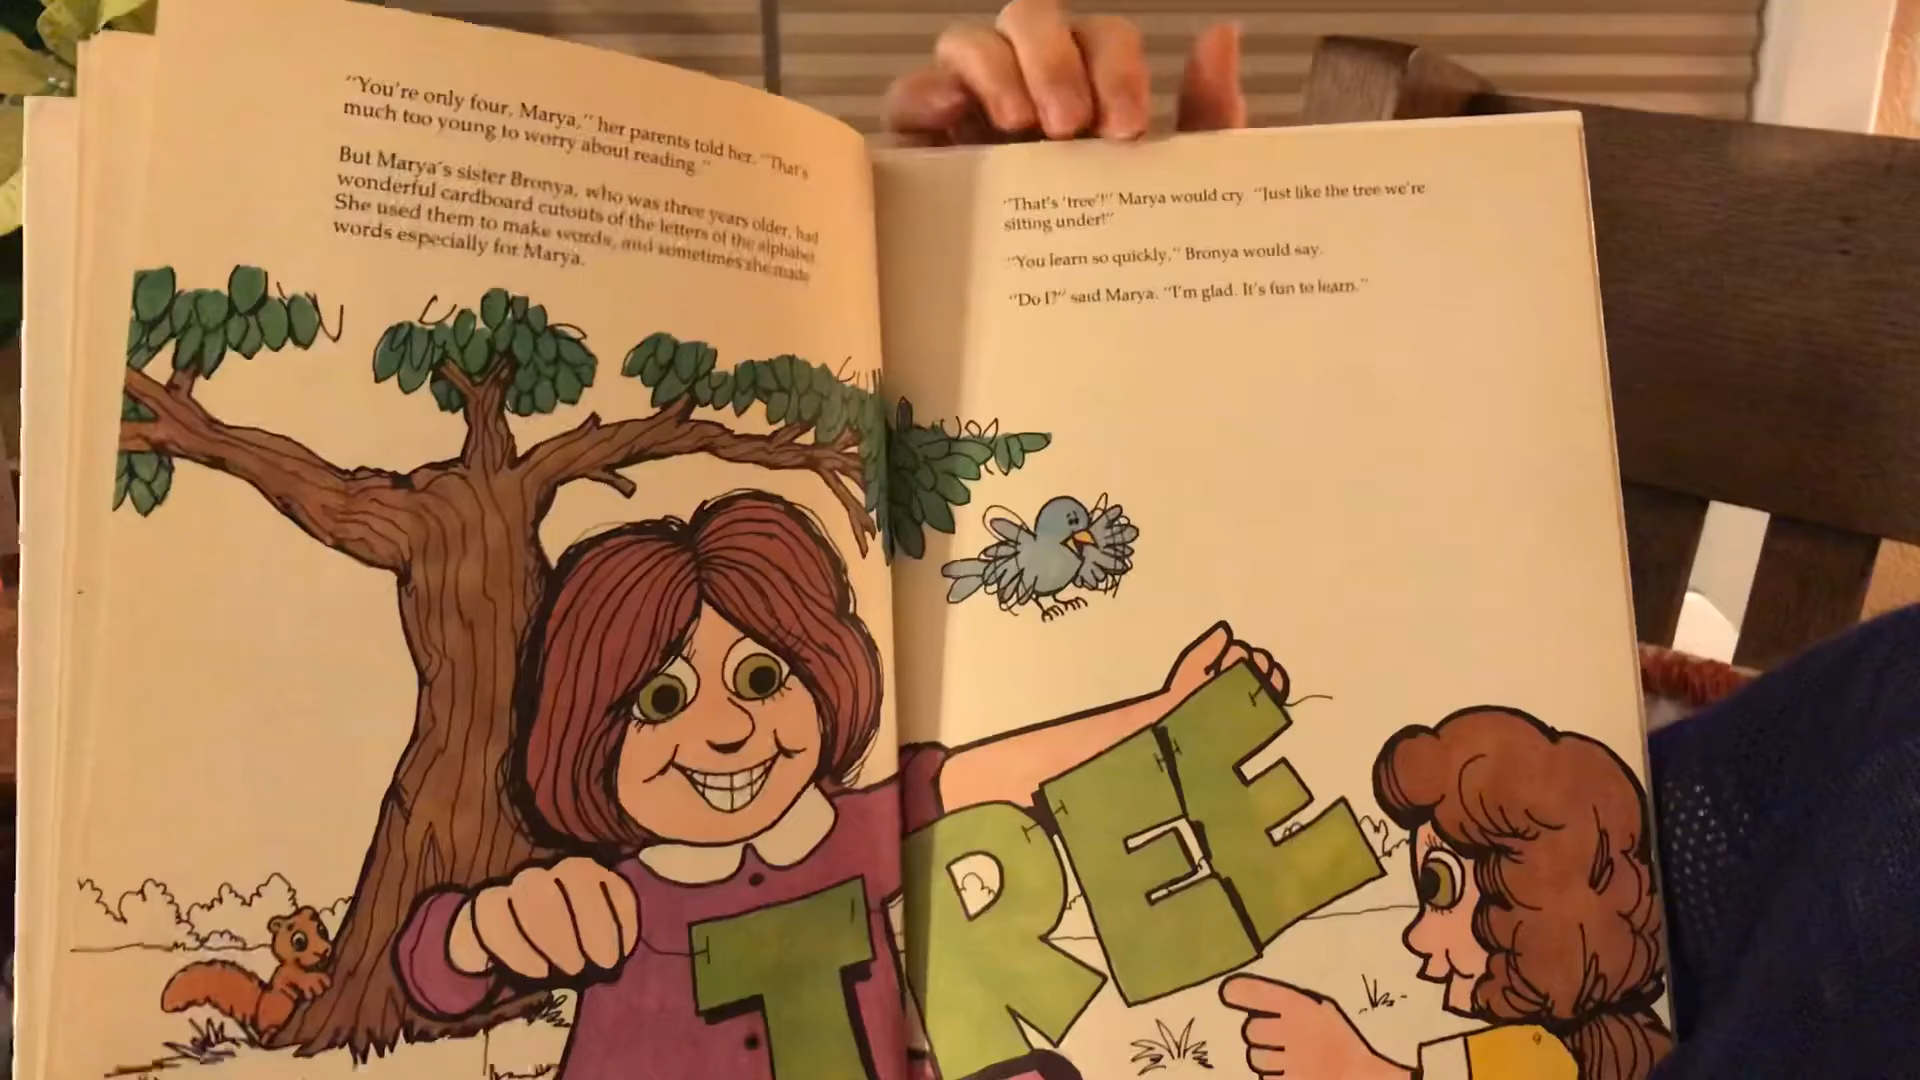 "You're only four, Marya," her parents told her. "That's
much too young to worry about reading."
But Marya's sister Bronya, who was three years older, had
wonderful cardboard cutouts of the letters of the alphabet.
She used them to make words, and sometimes she made
words especially for Marya.
"That's 'tree'!" Marya would cry. "Just like the tree we're
sitting under!"
"You learn so quickly," Bronya would say.
"Do I?" said Marya. "I'm glad. It's fun to learn."
TREE
9